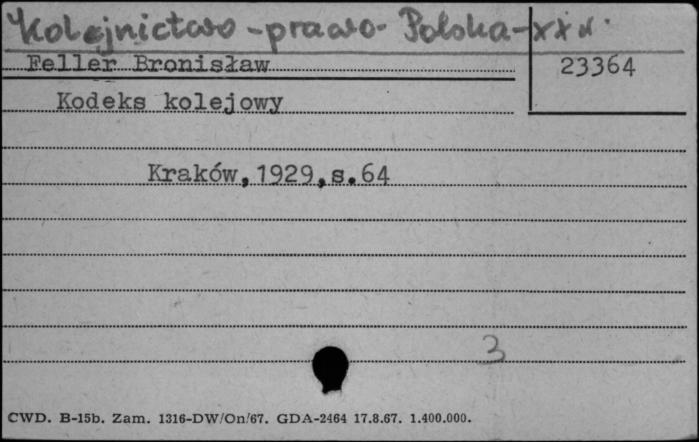 Kolejnictwo - prawo - Polska - XX w.
Feller Bronisław
23364
Kodeks kolejowy
Kraków, 1929, s. 64
3
CWD. B-15b. Zam. 1316-DW/On/67. GDA-2464 17.8.67. 1.400.000.